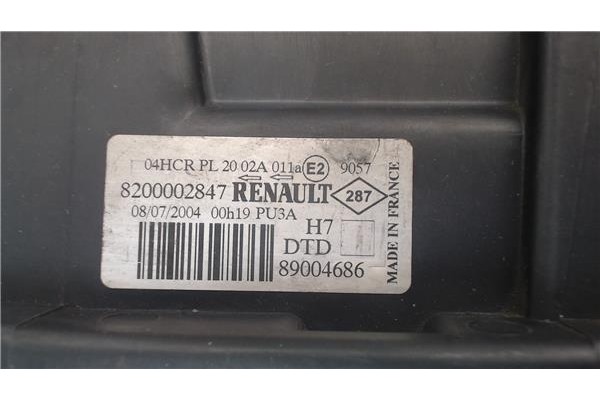 04HCR PL 20 02A 011a E2 9057
8200002847 RENAULT 287
08/07/2004 00h19 PU3A
H7
DTD
89004686
MADE IN FRANCE